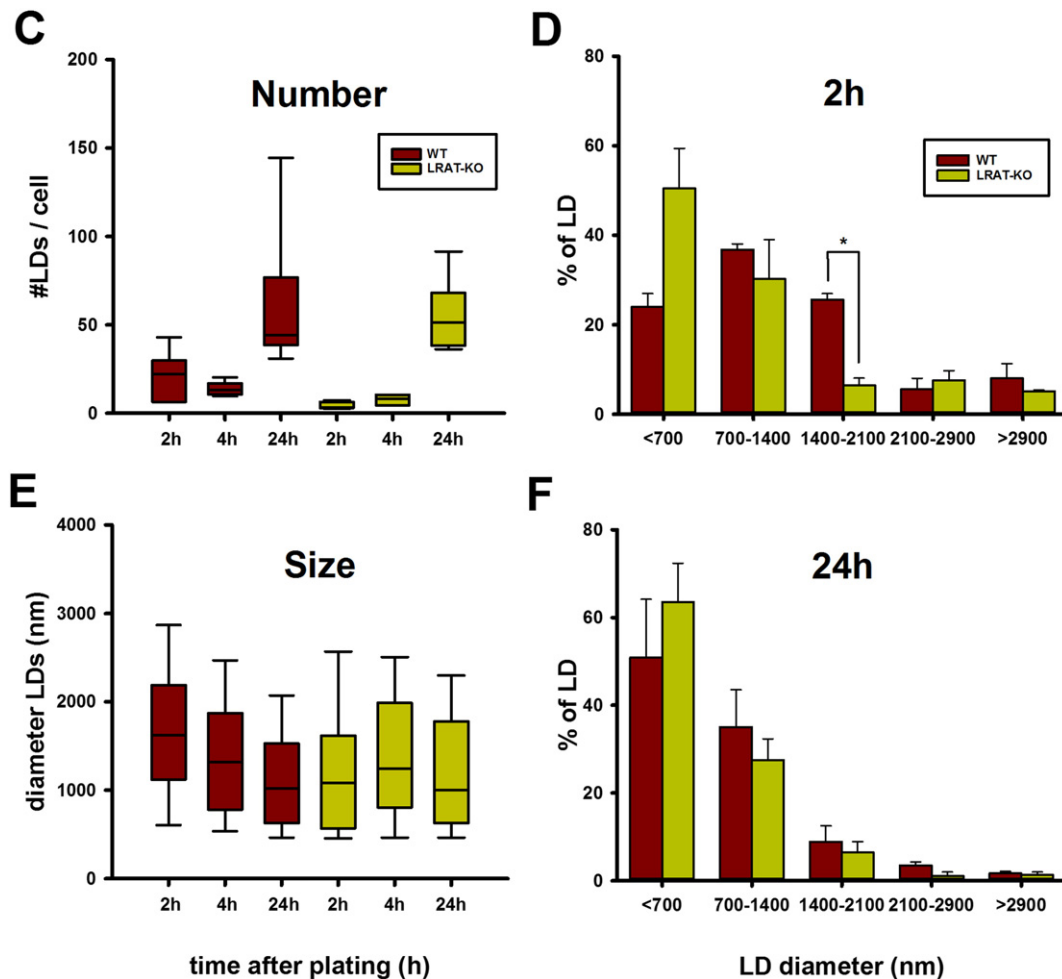 C
Number
WT
LRAT-KO
#LDs / cell
200
150
100
50
0
2h 4h 24h 2h 4h 24h
D
2h
WT
LRAT-KO
*
% of LD
80
60
40
20
0
<700 700-1400 1400-2100 2100-2900 >2900
E
Size
diameter LDs (nm)
4000
3000
2000
1000
0
2h 4h 24h 2h 4h 24h
time after plating (h)
F
24h
% of LD
80
60
40
20
0
<700 700-1400 1400-2100 2100-2900 >2900
LD diameter (nm)